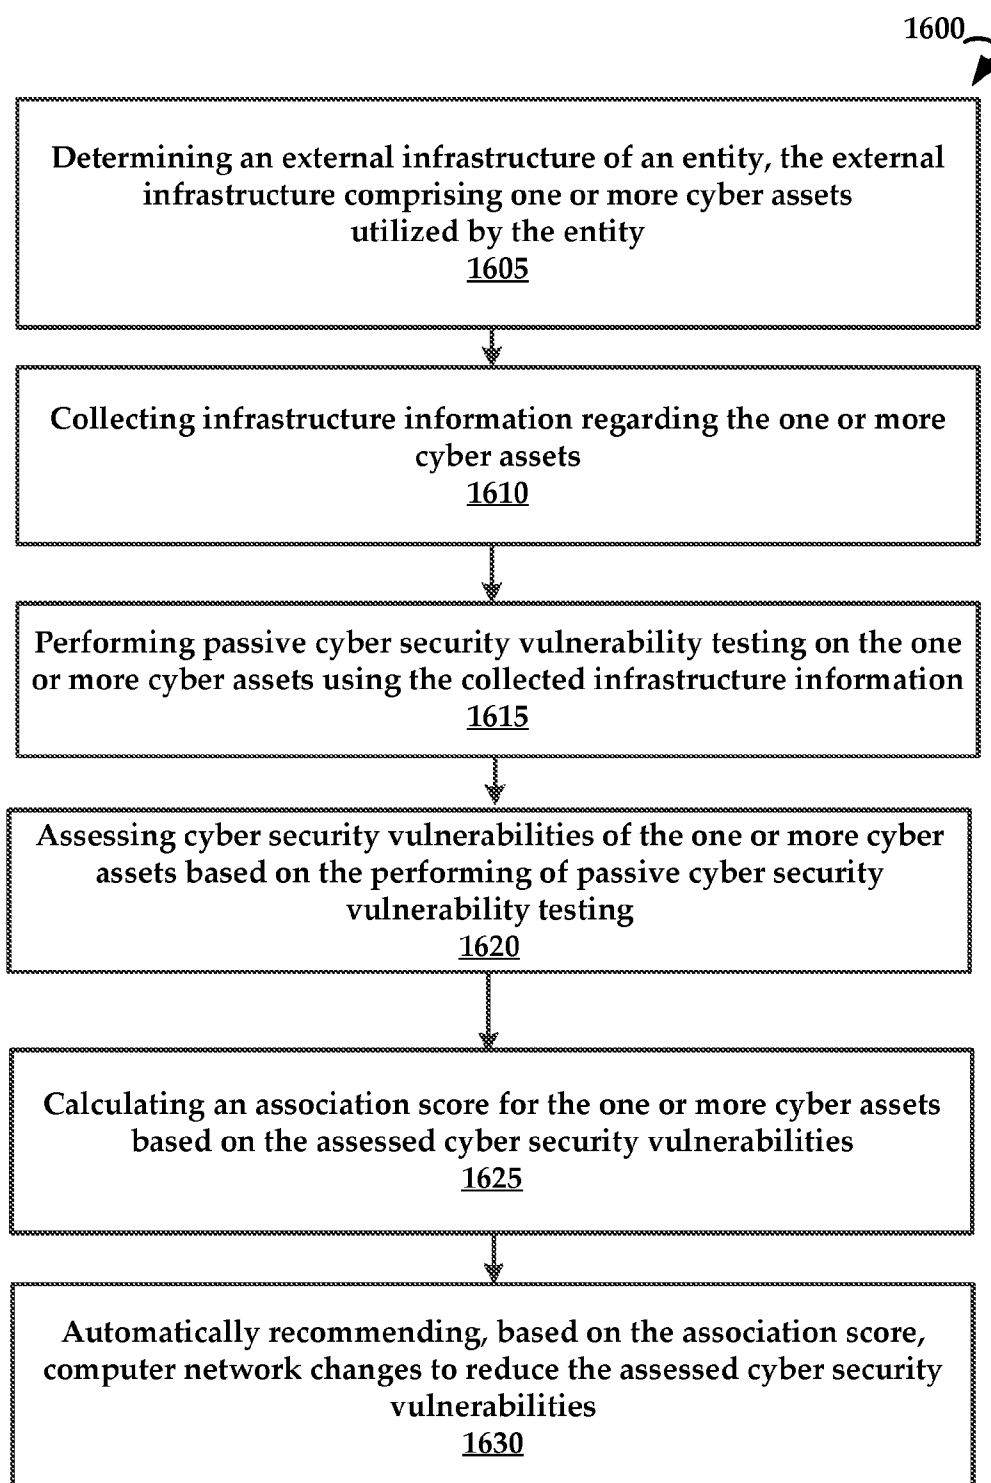 1600
Determining an external infrastructure of an entity, the external
infrastructure comprising one or more cyber assets
utilized by the entity
1605
Collecting infrastructure information regarding the one or more
cyber assets
1610
Performing passive cyber security vulnerability testing on the one
or more cyber assets using the collected infrastructure information
1615
Assessing cyber security vulnerabilities of the one or more cyber
assets based on the performing of passive cyber security
vulnerability testing
1620
Calculating an association score for the one or more cyber assets
based on the assessed cyber security vulnerabilities
1625
Automatically recommending, based on the association score,
computer network changes to reduce the assessed cyber security
vulnerabilities
1630